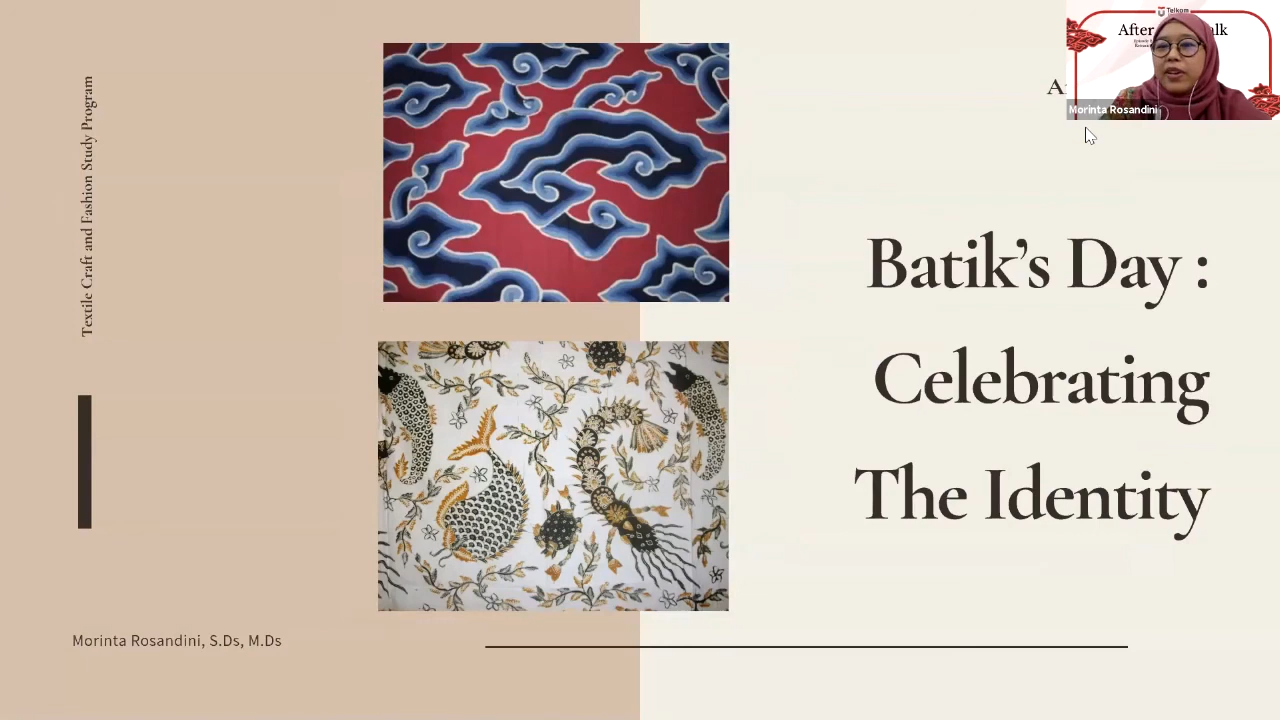 Textile Craft and Fashion Study Program
Telkom
After
Morinta Rosandini
Batik's Day :
Celebrating
The Identity
Morinta Rosandini, S.Ds, M.Ds